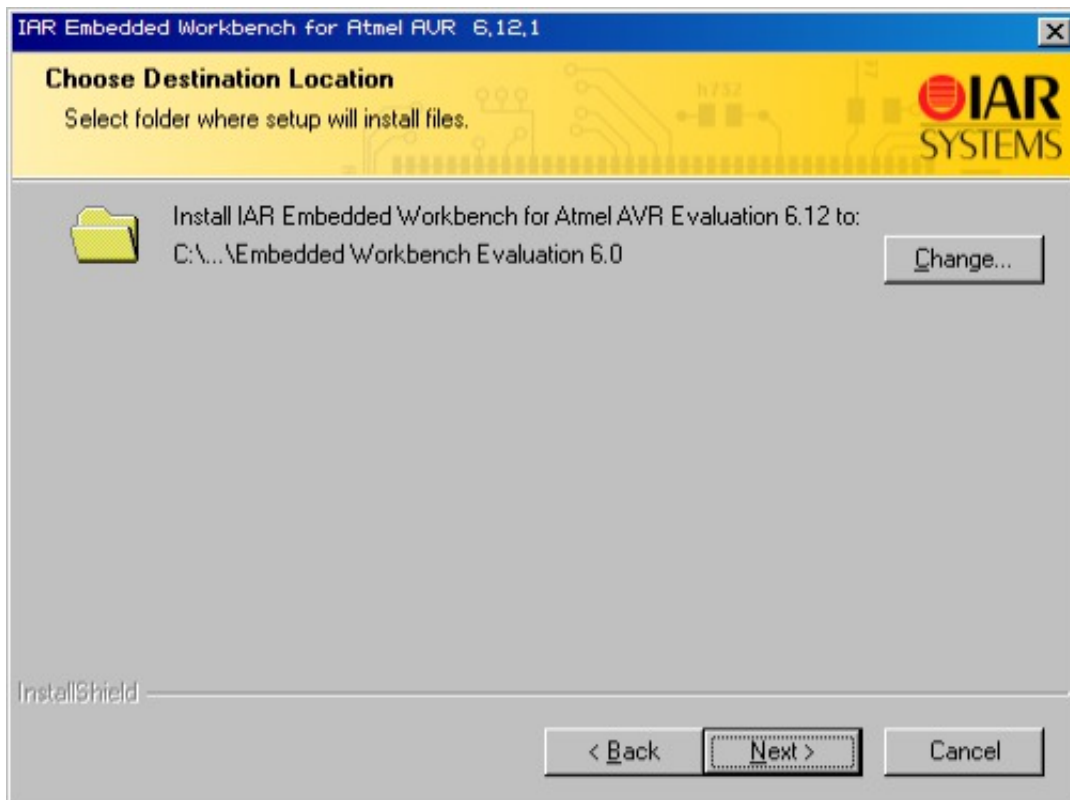 IAR Embedded Workbench for Atmel AVR 6.12.1
Choose Destination Location
Select folder where setup will install files.
h732
IAR
SYSTEMS
Install IAR Embedded Workbench for Atmel AVR Evaluation 6.12 to:
C:\...\Embedded Workbench Evaluation 6.0
Change...
InstallShield
< Back
Next >
Cancel